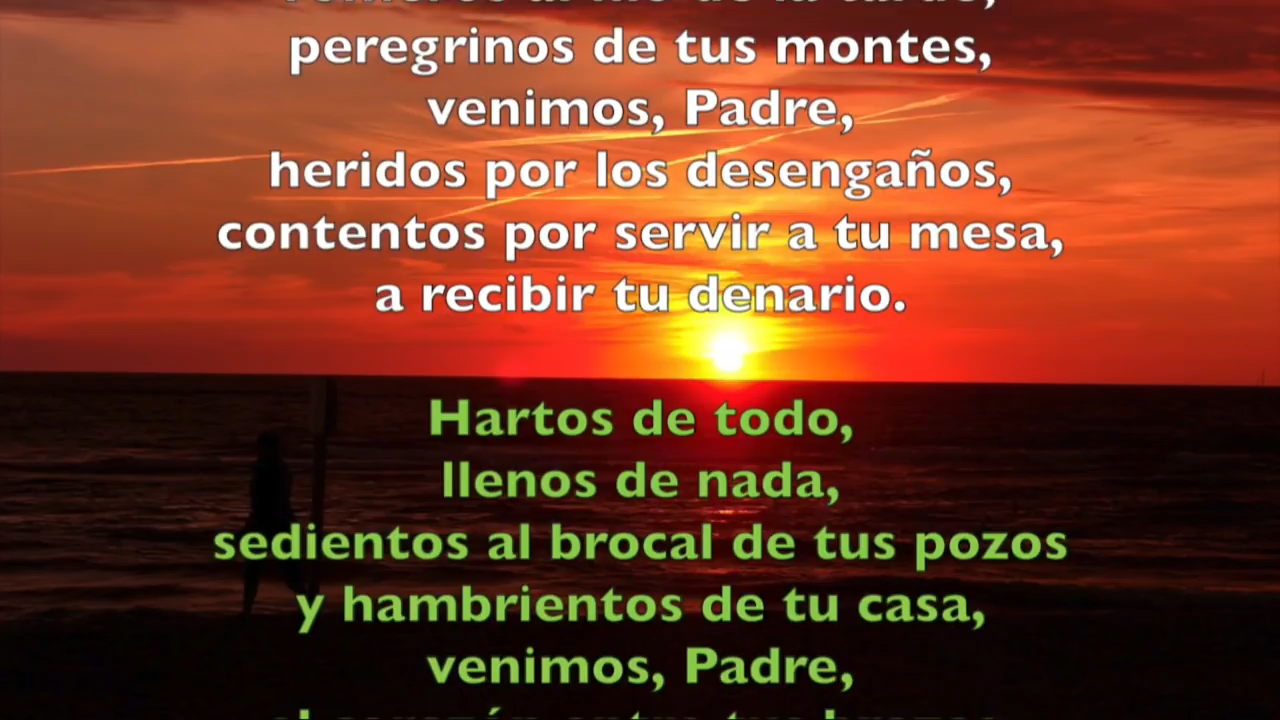 peregrinos de tus montes,
venimos, Padre,
heridos por los desengaños,
contentos por servir a tu mesa,
a recibir tu denario.
Hartos de todo,
llenos de nada,
sedientos al brocal de tus pozos
y hambrientos de tu casa,
venimos, Padre,